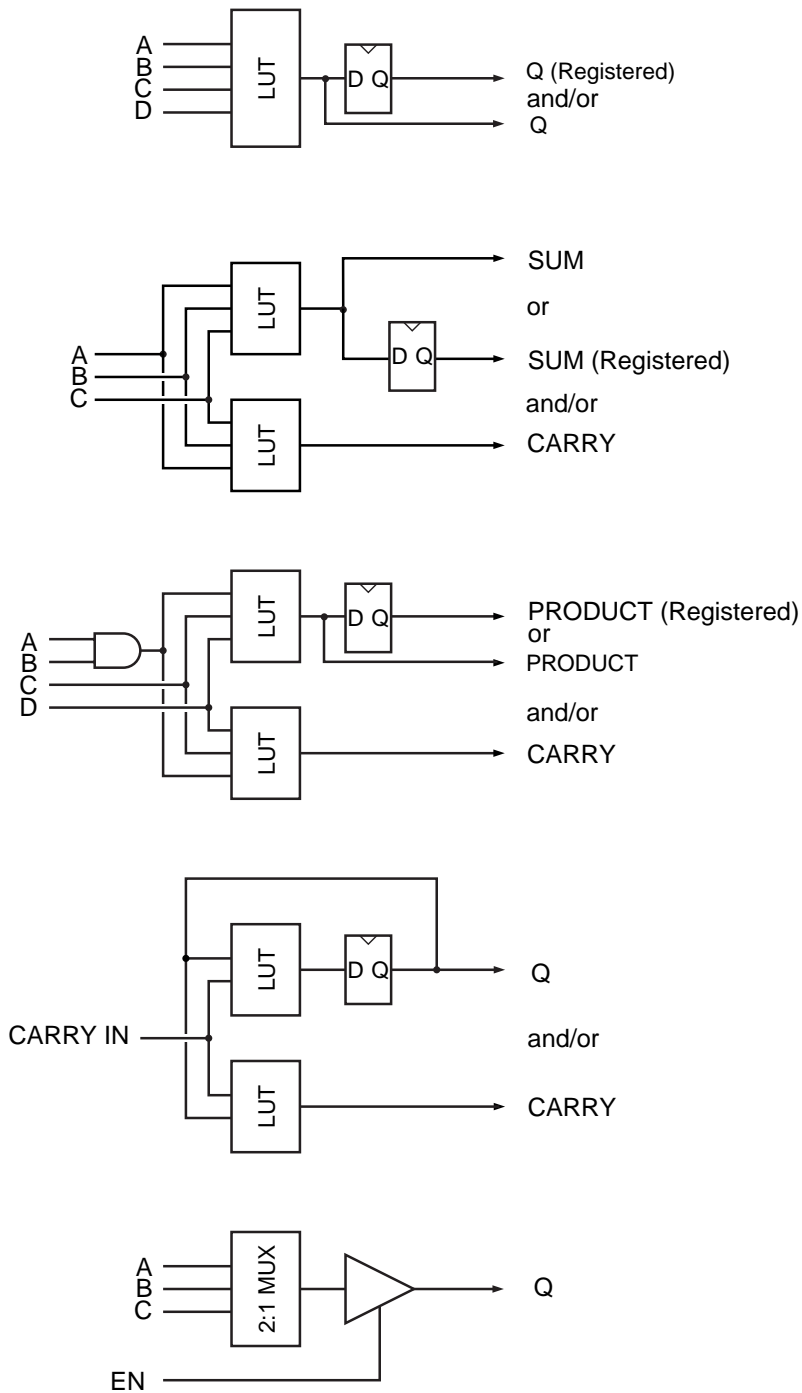 A
B
C
D
LUT
D Q
Q (Registered)
and/or
Q
A
B
C
LUT
LUT
D Q
SUM
or
SUM (Registered)
and/or
CARRY
A
B
C
D
LUT
LUT
D Q
PRODUCT (Registered)
or
PRODUCT
and/or
CARRY
CARRY IN
LUT
LUT
D Q
Q
and/or
CARRY
A
B
C
2:1 MUX
Q
EN